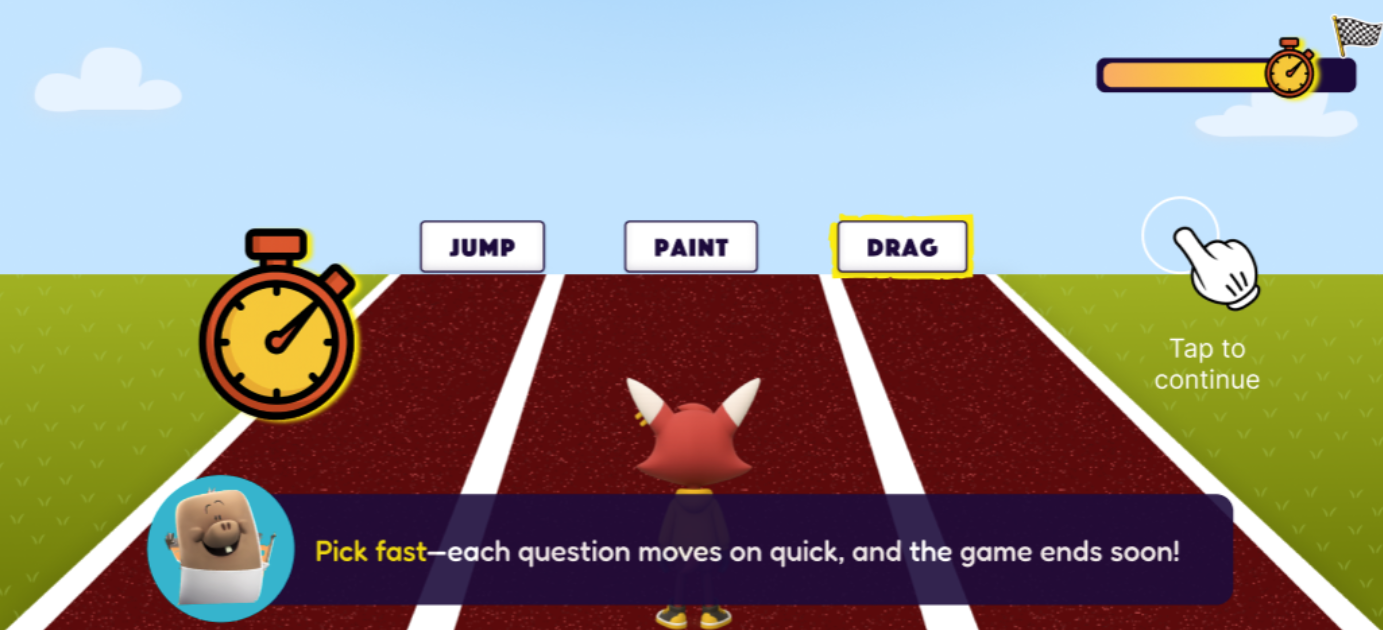 JUMP
PAINT
DRAG
Tap to
continue
Pick fast—each question moves on quick, and the game ends soon!